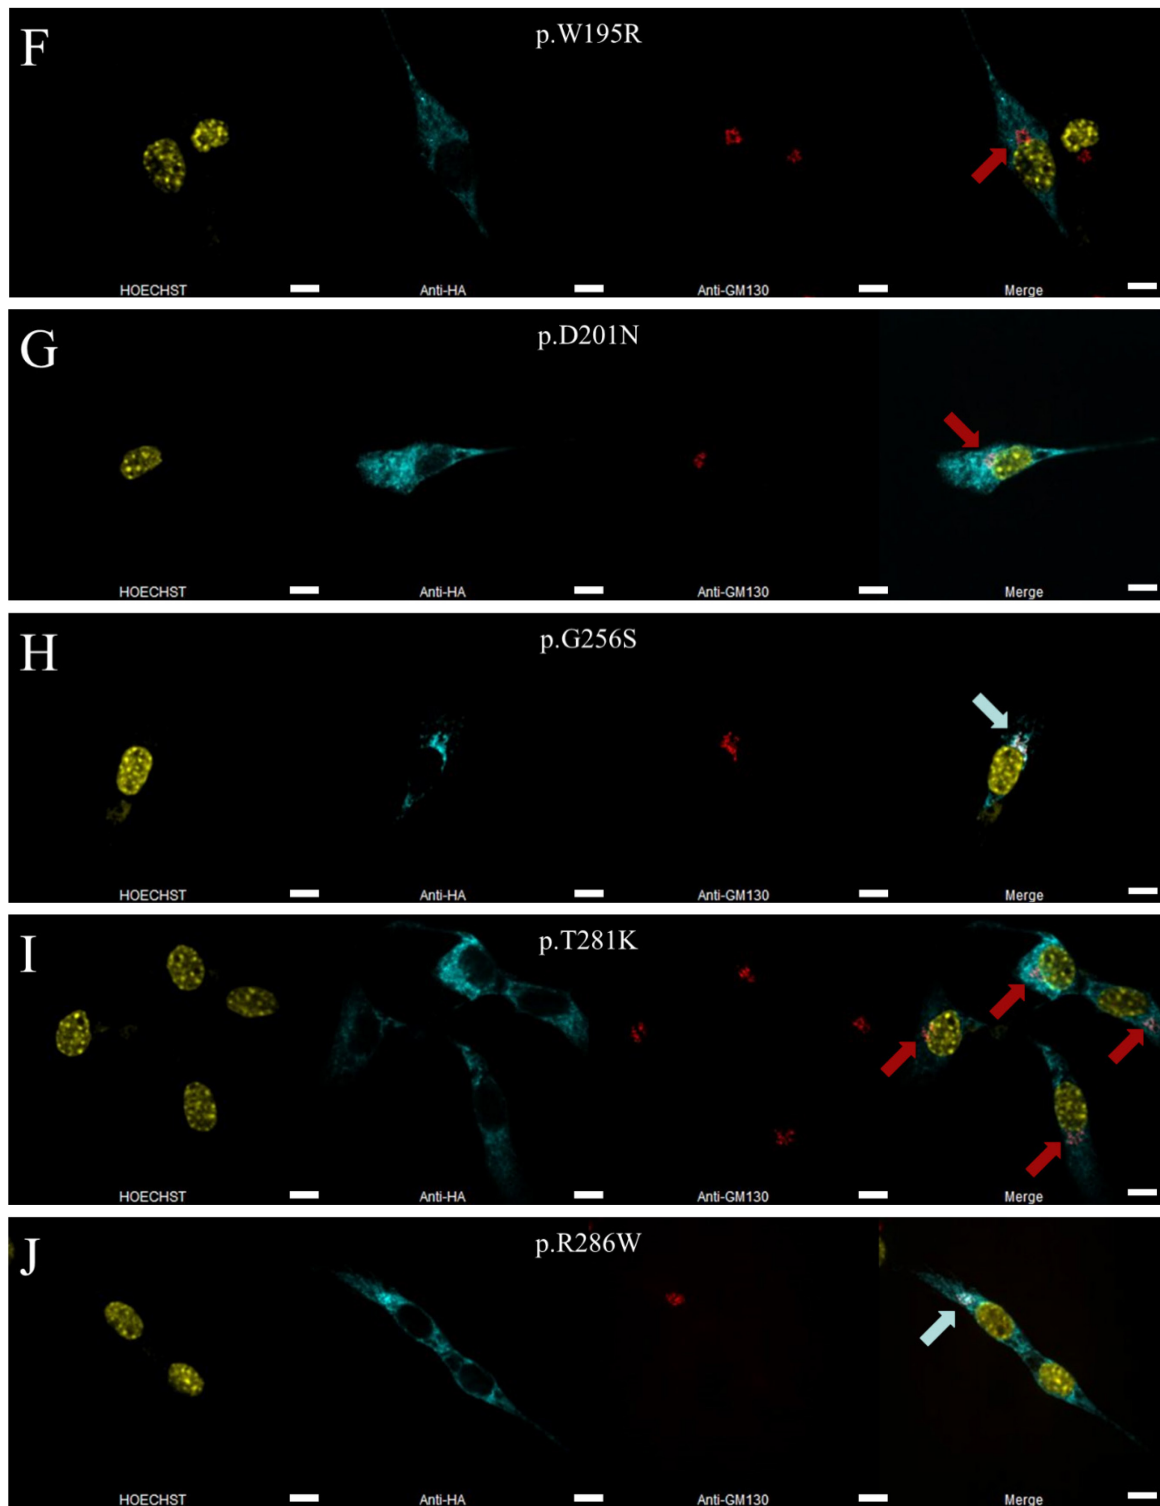 F
p.W195R
HOECHST Anti-HA Anti-GM130 Merge
G
p.D201N
HOECHST Anti-HA Anti-GM130 Merge
H
p.G256S
HOECHST Anti-HA Anti-GM130 Merge
I
p.T281K
HOECHST Anti-HA Anti-GM130 Merge
J
p.R286W
HOECHST Anti-HA Anti-GM130 Merge